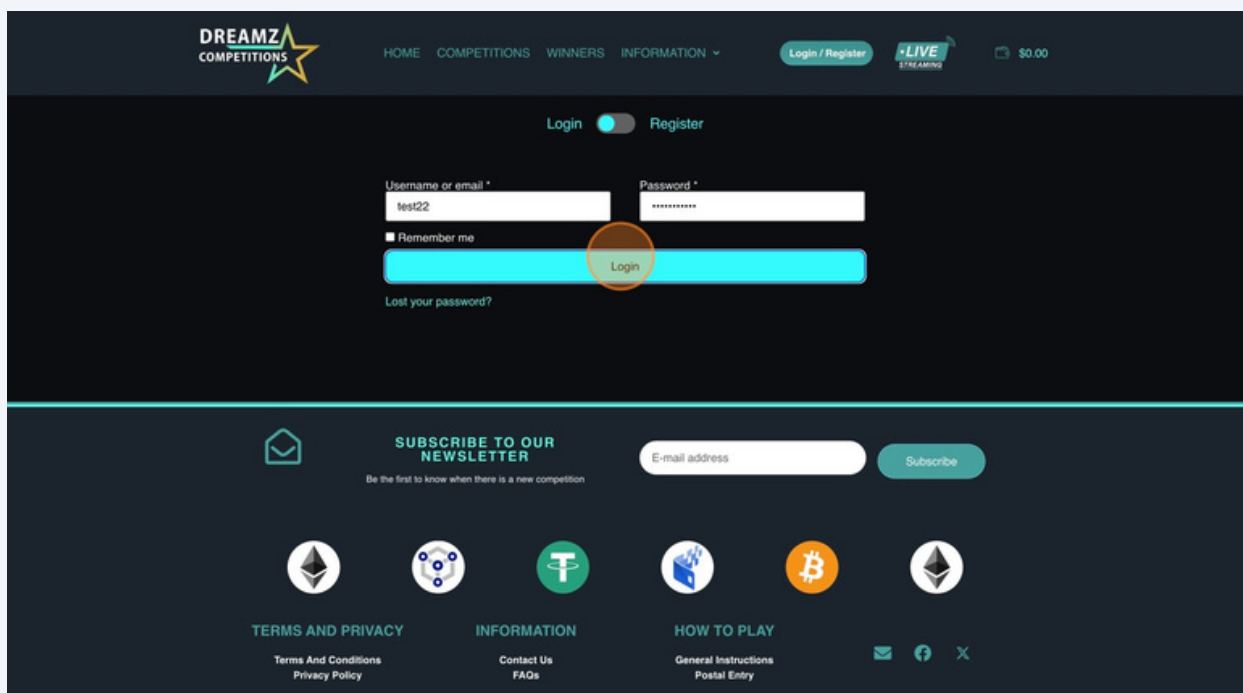 DREAMZ
COMPETITIONS
HOME COMPETITIONS WINNERS INFORMATION
Login / Register
•LIVE
STREAMING
$0.00
Login Register
Username or email *
Password *
test22
•••••••••••
Remember me
Login
Lost your password?
SUBSCRIBE TO OUR
NEWSLETTER
Be the first to know when there is a new competition
E-mail address
Subscribe
TERMS AND PRIVACY
Terms And Conditions
Privacy Policy
INFORMATION
Contact Us
FAQs
HOW TO PLAY
General Instructions
Postal Entry